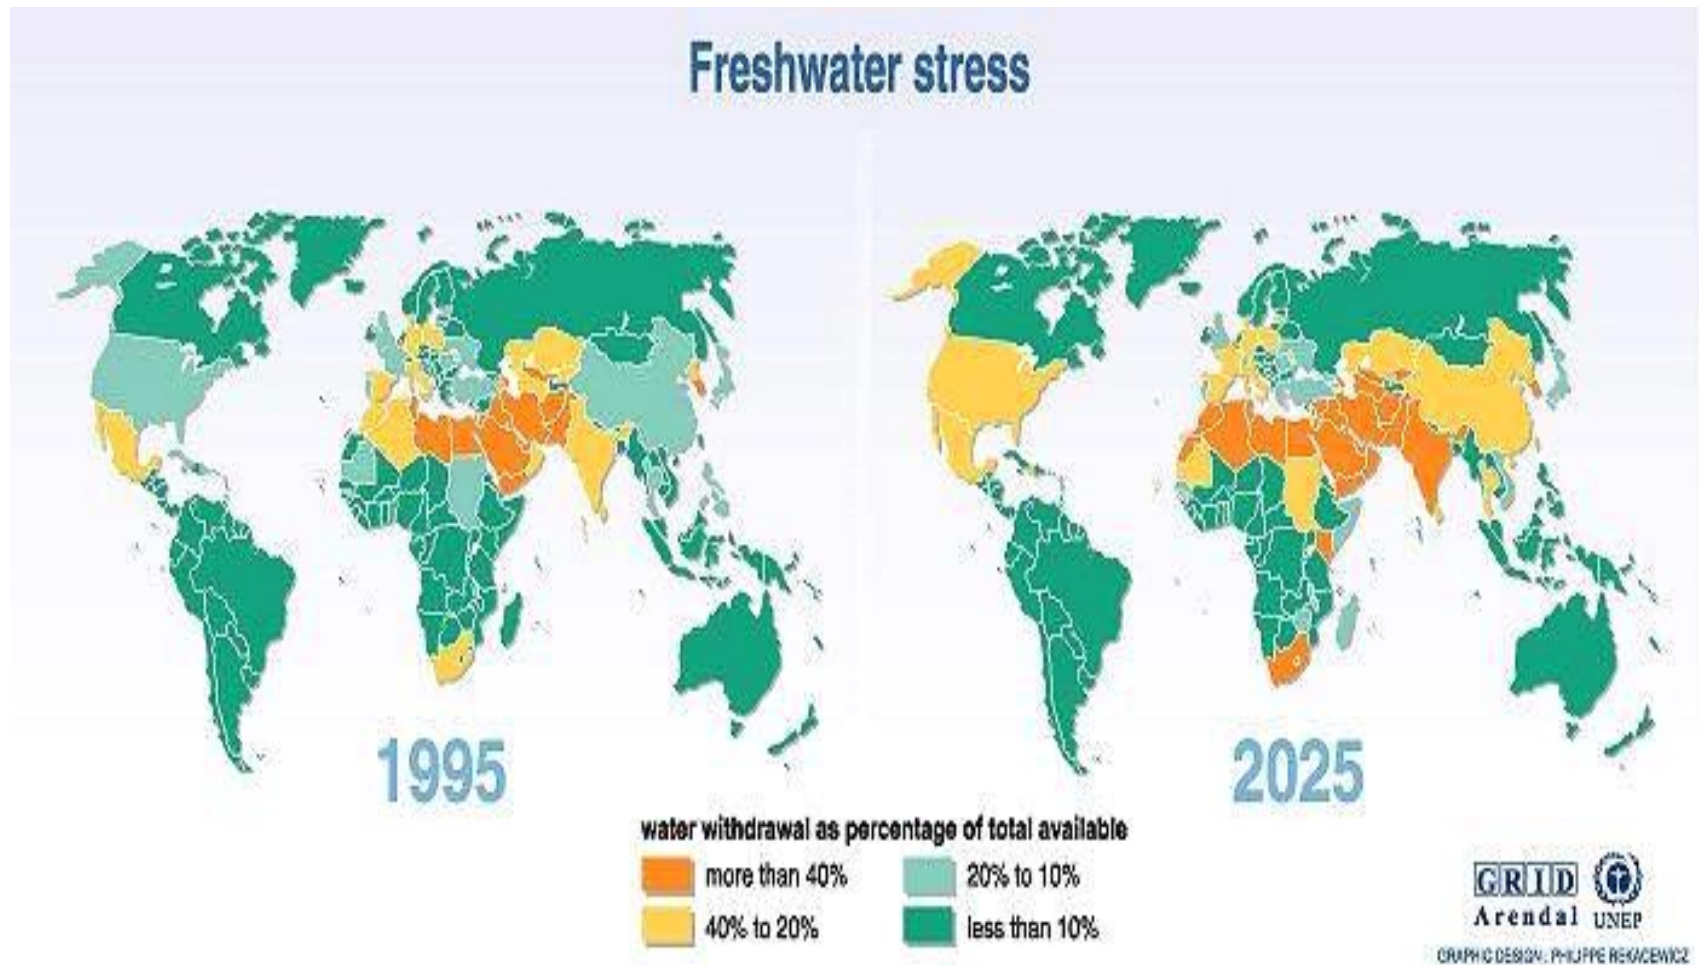 Freshwater stress
1995
2025
water withdrawal as percentage of total available
more than 40%
20% to 10%
40% to 20%
less than 10%
GRID
Arendal
UNEP
GRAPHIC DESIGN : PHILIPPE REKACEWICZ